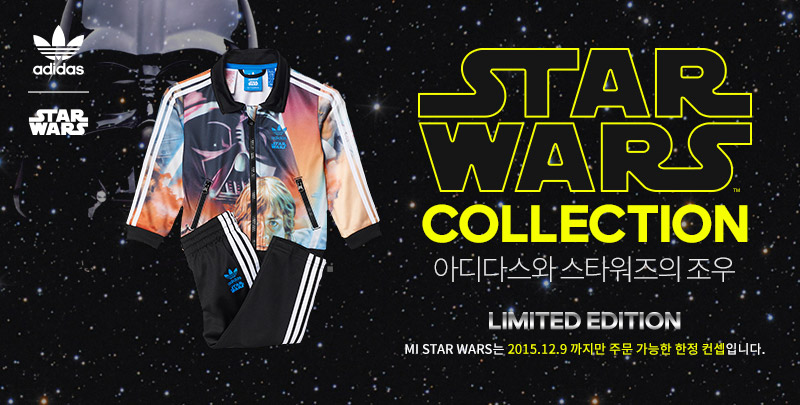 adidas
STAR
WARS
STAR
WARS
COLLECTION
아디다스와 스타워즈의 조우
LIMITED EDITION
MI STAR WARS는 2015.12.9 까지만 주문 가능한 한정 컨셉입니다.